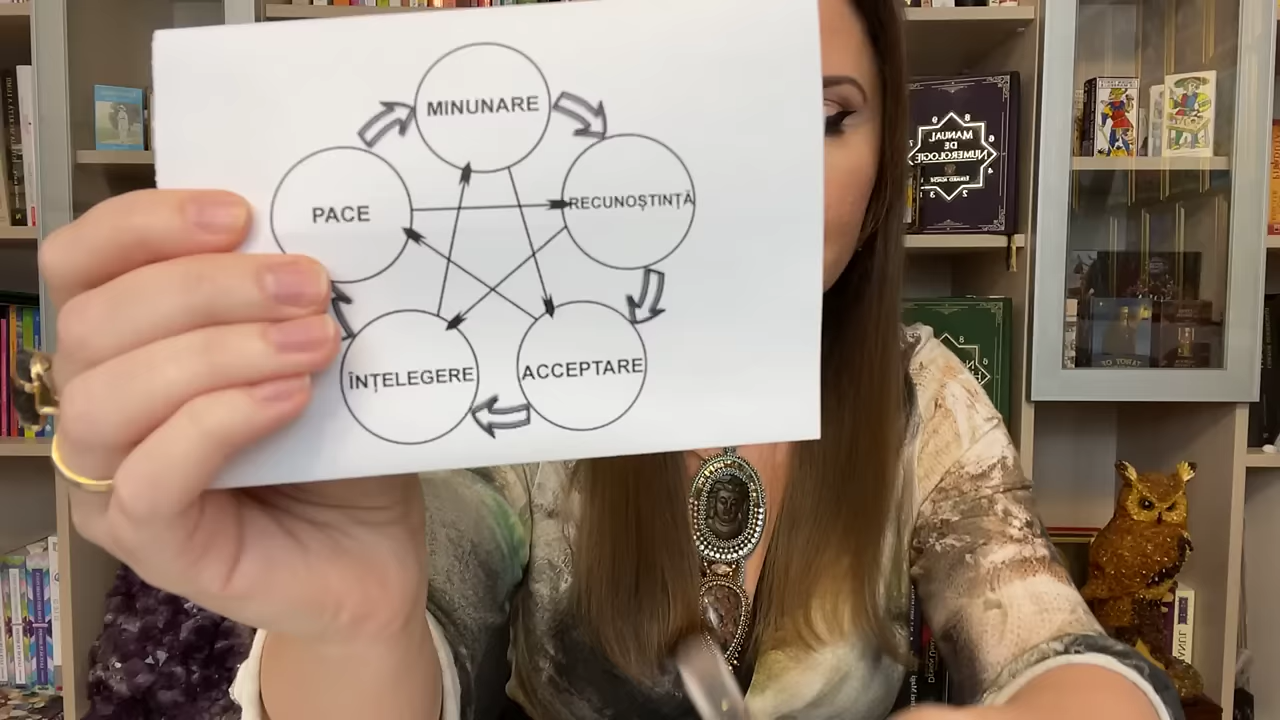 MINUNARE
PACE
RECUNOȘTINȚĂ
ÎNȚELEGERE
ACCEPTARE
MANUAL
DE
NUMEROLOGIE